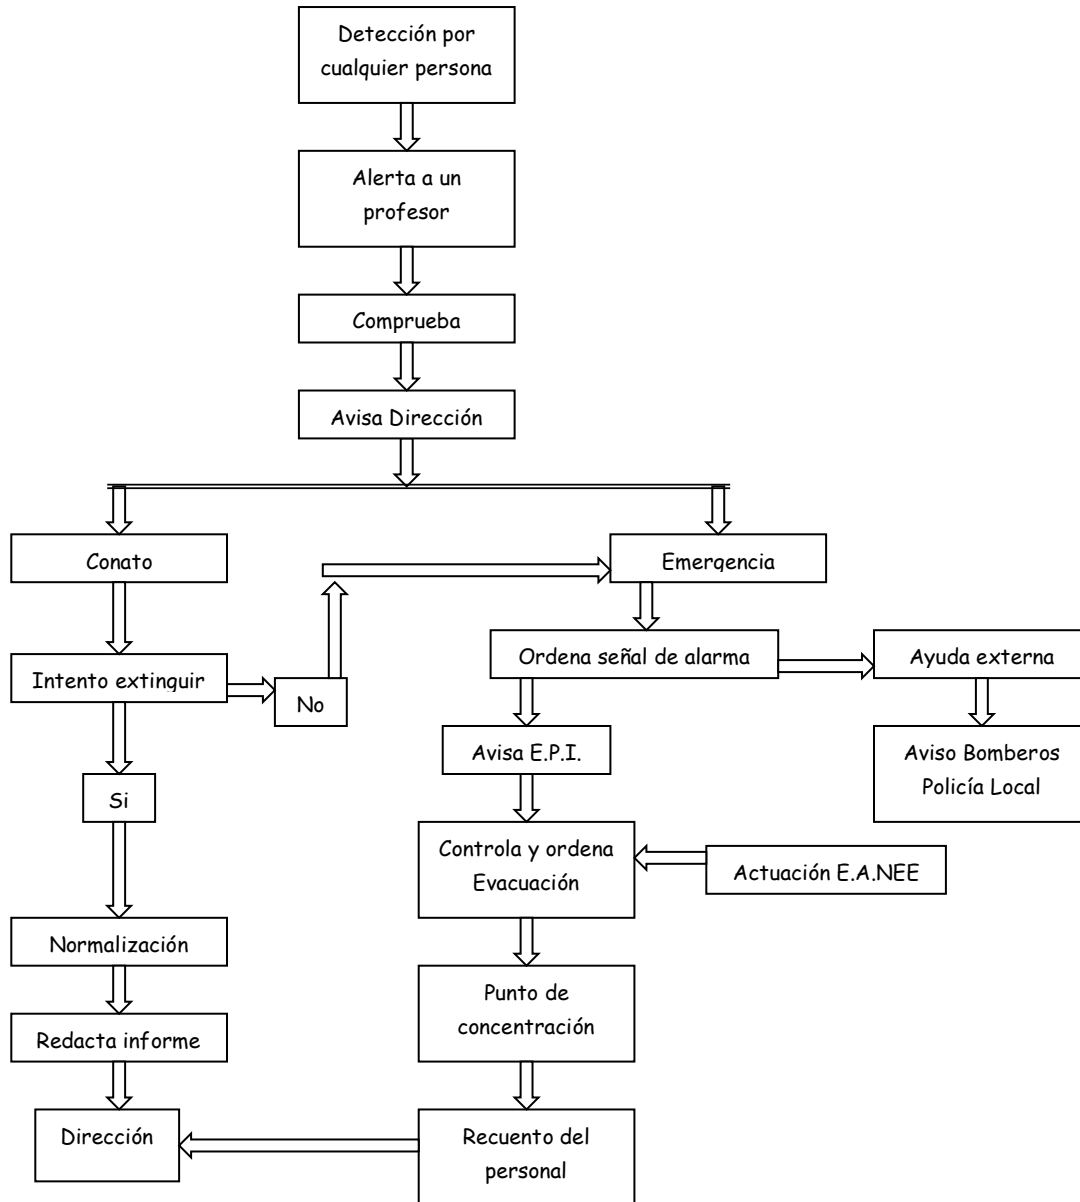 Detección por
cualquier persona
Alerta a un
profesor
Comprueba
Avisa Dirección
Conato
Emergencia
Intento extinguir
No
Ordena señal de alarma
Ayuda externa
Avisa E.P.I.
Aviso Bomberos
Policía Local
Si
Controla y ordena
Evacuación
Actuación E.A.NEE
Normalización
Punto de
concentración
Redacta informe
Dirección
Recuento del
personal